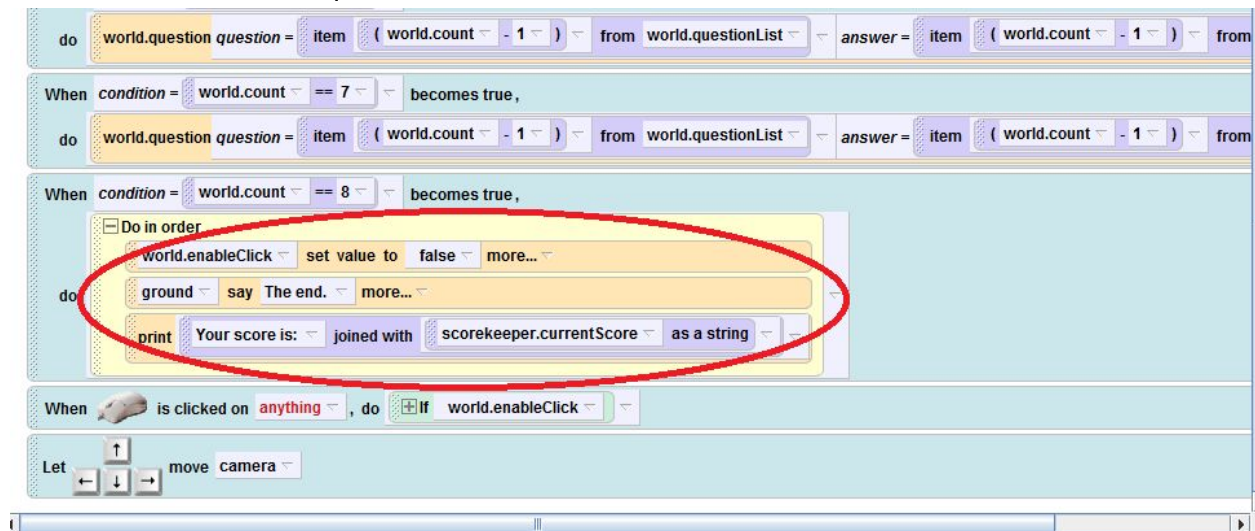 do world.question question = item ( world.count - 1 ) from world.questionList answer = item ( world.count - 1 ) from
When condition = world.count == 7 becomes true,
do world.question question = item ( world.count - 1 ) from world.questionList answer = item ( world.count - 1 ) from
When condition = world.count == 8 becomes true,
Do in order
world.enableClick set value to false more...
do ground say The end. more...
print Your score is: joined with scorekeeper.currentScore as a string
When is clicked on anything , do If world.enableClick
Let move camera